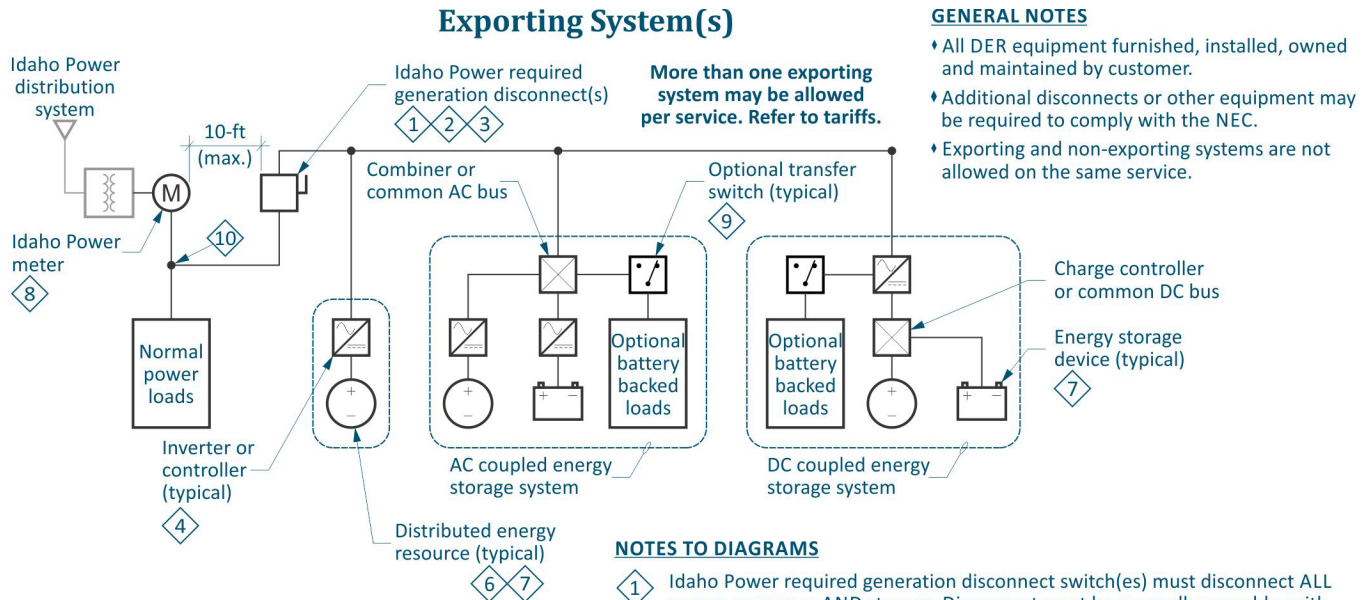 Exporting System(s)
GENERAL NOTES
All DER equipment furnished, installed, owned
and maintained by customer.
Additional disconnects or other equipment may
be required to comply with the NEC.
Exporting and non-exporting systems are not
allowed on the same service.
Idaho Power
distribution
system
10-ft
(max.)
Idaho Power required
generation disconnect(s)
1 2 3
More than one exporting
system may be allowed
per service. Refer to tariffs.
M
Idaho Power
meter
8
10
Combiner or
common AC bus
Optional transfer
switch (typical)
9
Charge controller
or common DC bus
Energy storage
device (typical)
7
Normal
power
loads
+
−
+
−
+ −
Optional
battery
backed
loads
Optional
battery
backed
loads
+
−
+ −
Inverter or
controller
(typical)
4
AC coupled energy
storage system
DC coupled energy
storage system
Distributed energy
resource (typical)
6 7
NOTES TO DIAGRAMS
1 Idaho Power required generation disconnect switch(es) must disconnect ALL